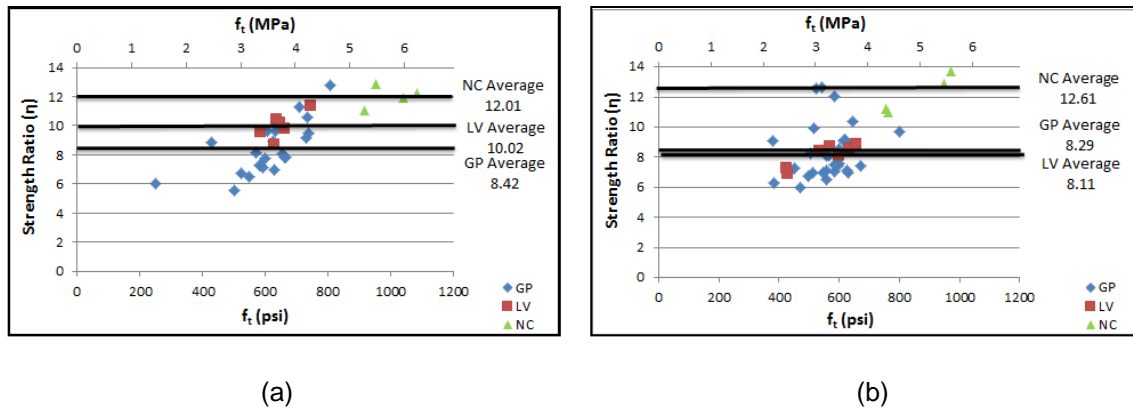 fₜ (MPa)
0 1 2 3 4 5 6
Strength Ratio (n)
14
12
10
8
6
4
2
0
NC Average
12.01
LV Average
10.02
GP Average
8.42
0 200 400 600 800 1000 1200
fₜ (psi)
GP
LV
NC
(a)
fₜ (MPa)
0 1 2 3 4 5 6
Strength Ratio (n)
14
12
10
8
6
4
2
0
NC Average
12.61
GP Average
8.29
LV Average
8.11
0 200 400 600 800 1000 1200
fₜ (psi)
GP
LV
NC
(b)